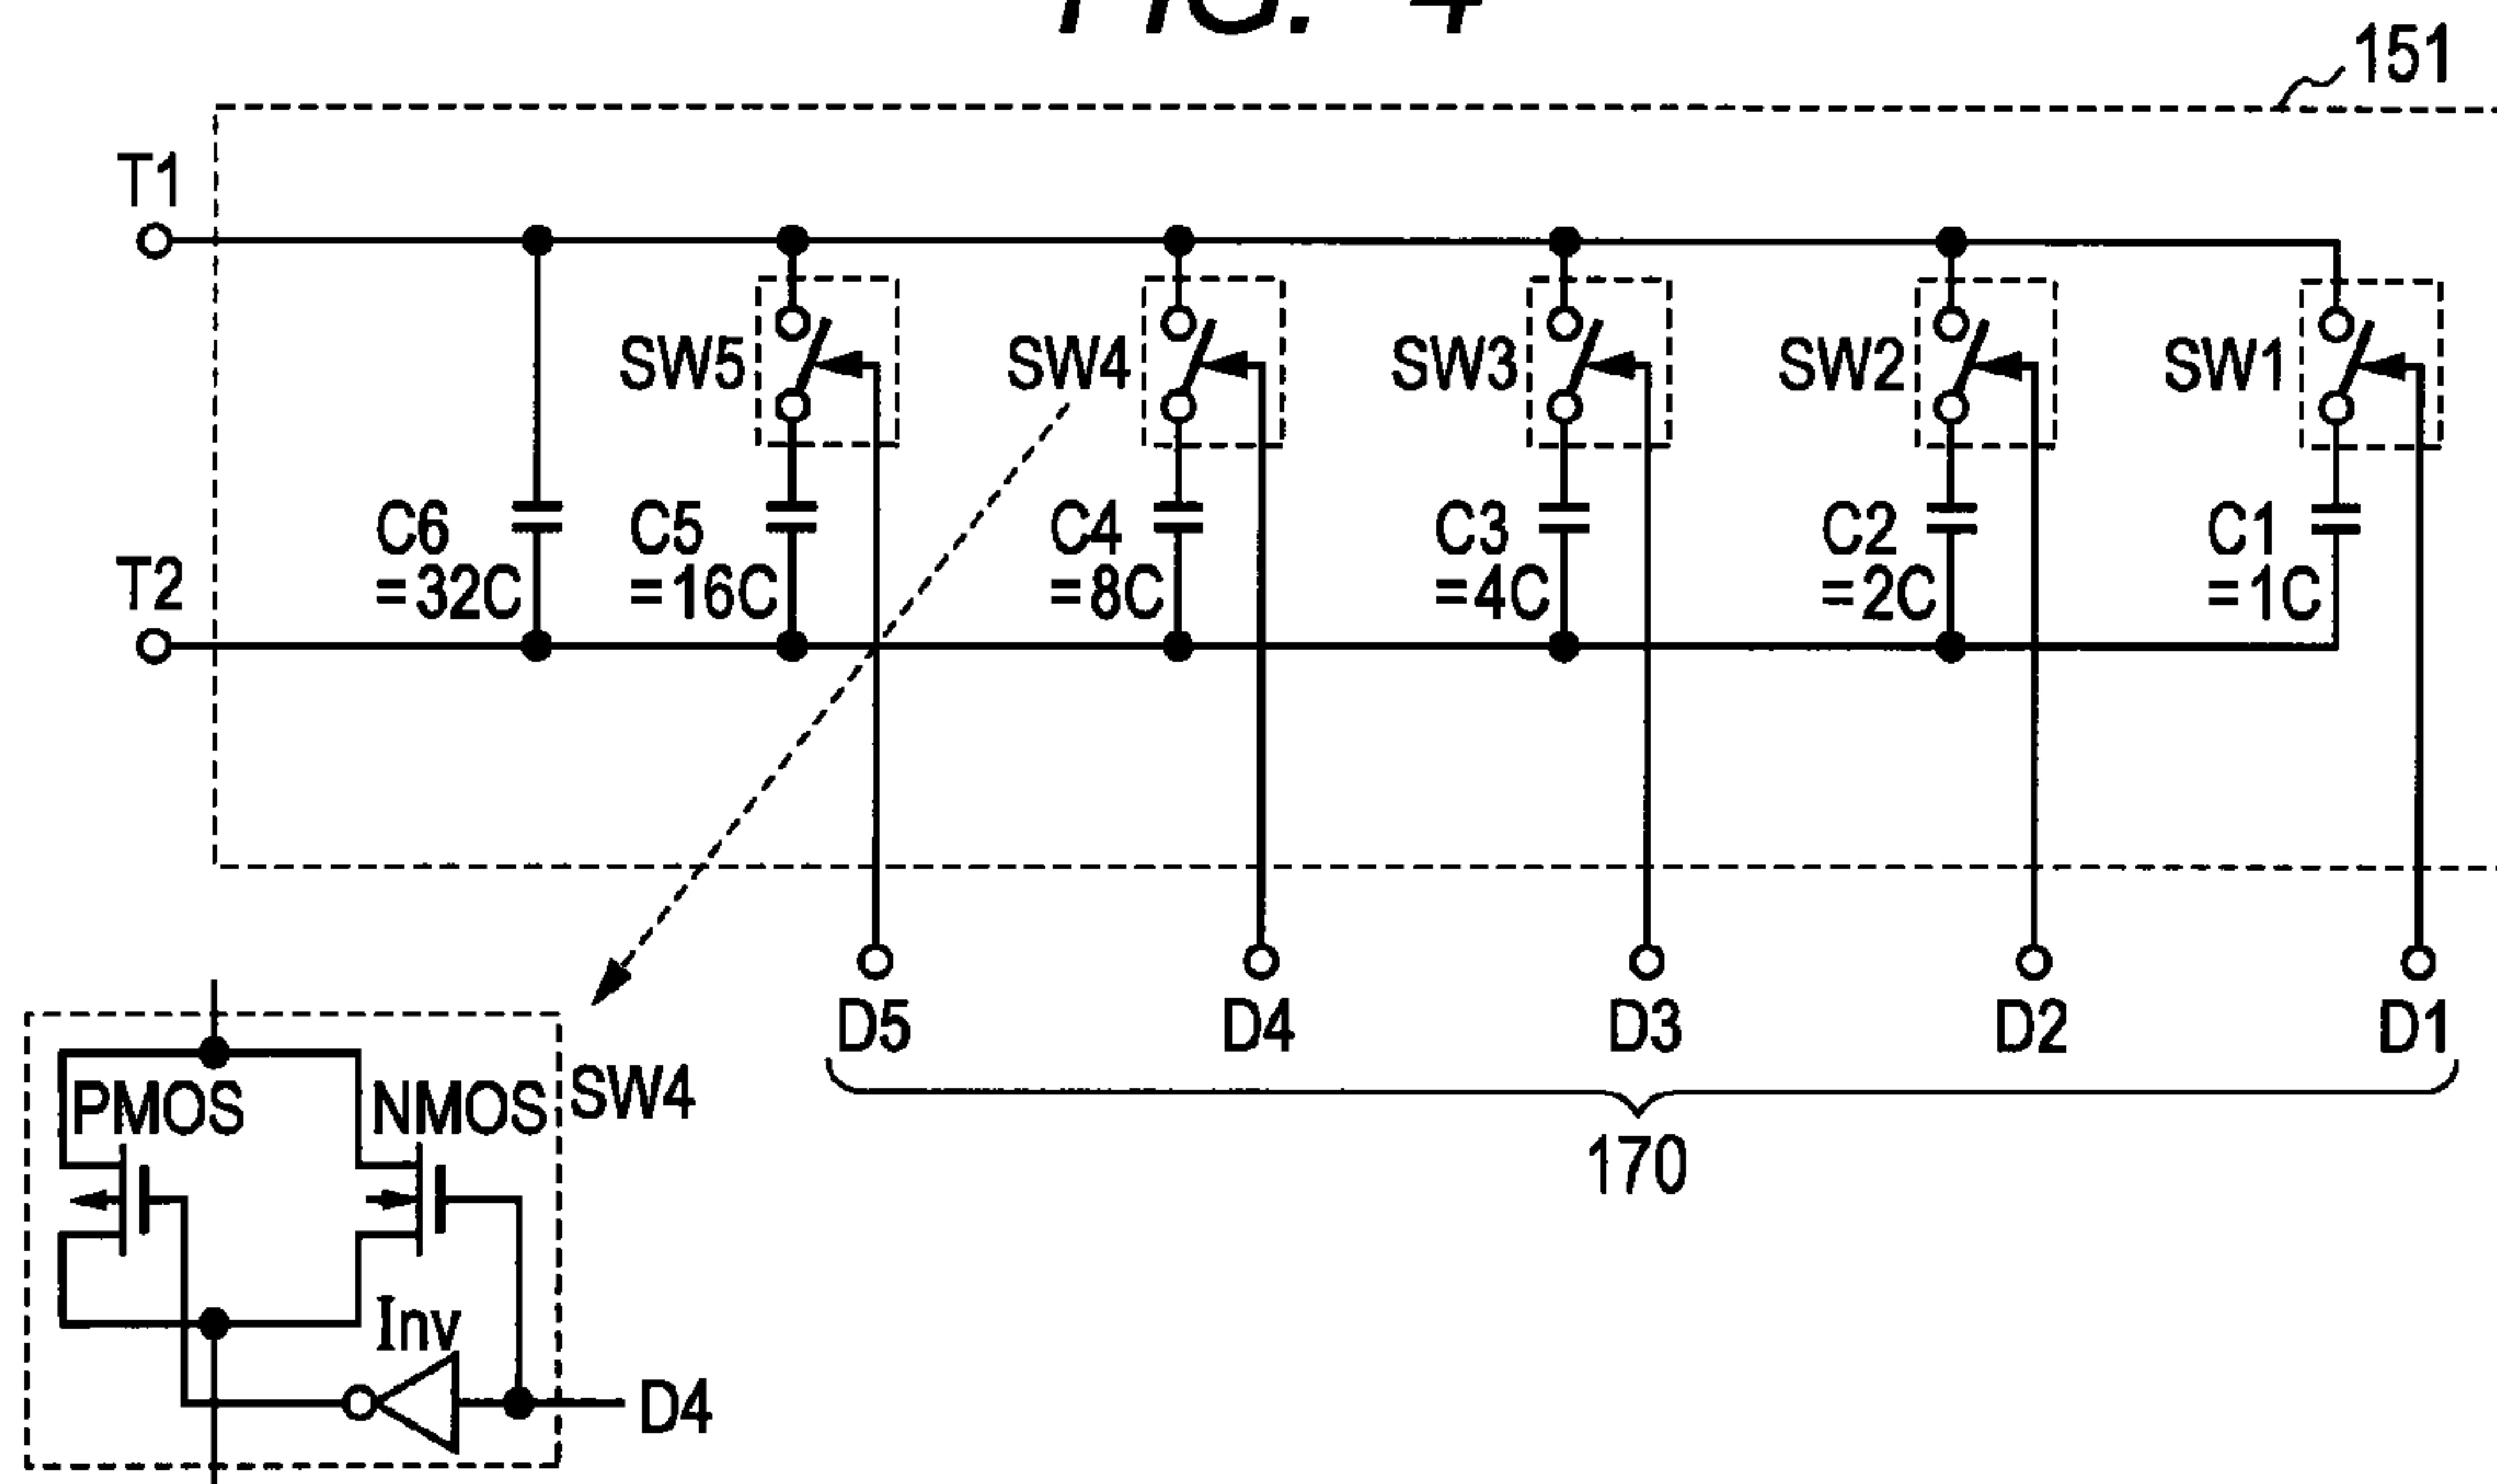 FIG. 4
151
T1
SW5
SW4
SW3
SW2
SW1
C6
=32C
C5
=16C
C4
=8C
C3
=4C
C2
=2C
C1
=1C
T2
D5
D4
D3
D2
D1
170
SW4
PMOS
NMOS
Inv
D4